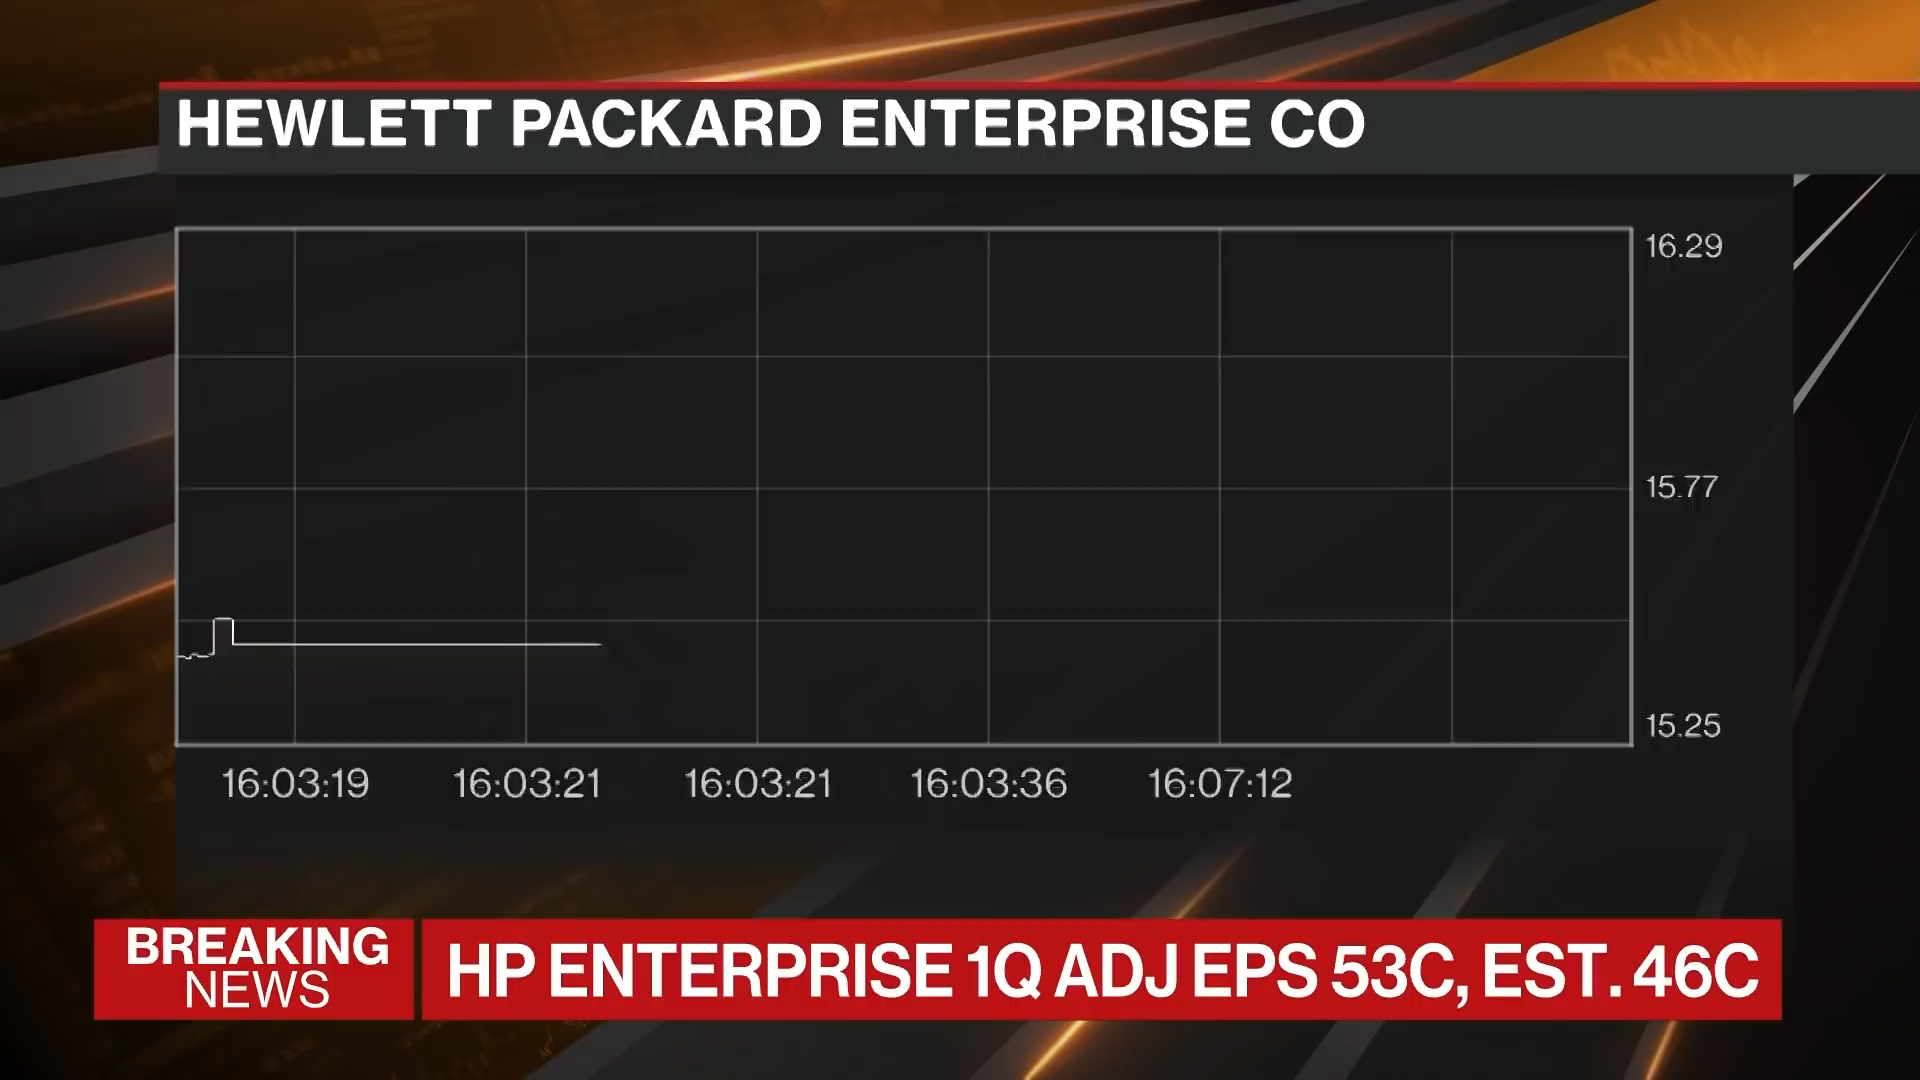 HEWLETT PACKARD ENTERPRISE CO
16.29
15.77
15.25
16:03:19 16:03:21 16:03:21 16:03:36 16:07:12
BREAKING
NEWS
HP ENTERPRISE 1Q ADJ EPS 53C, EST. 46C